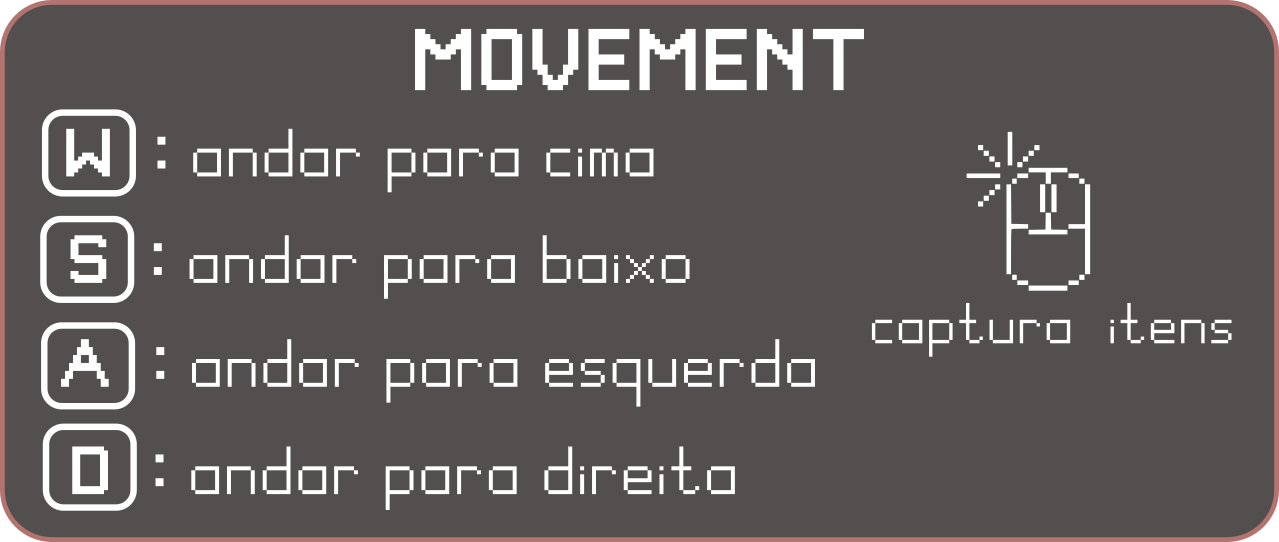 MOVEMENT
W : andar para cima
S : andar para baixo
A : andar para esquerda
D : andar para direita
captura itens